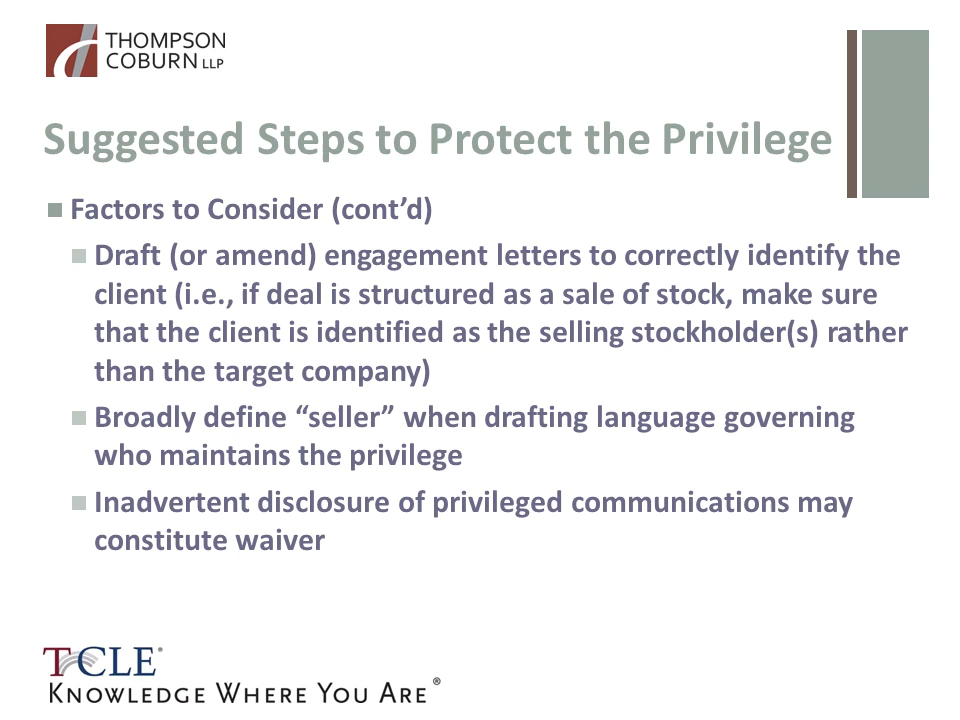 THOMPSON
COBURN LLP
Suggested Steps to Protect the Privilege
Factors to Consider (cont’d)
Draft (or amend) engagement letters to correctly identify the
client (i.e., if deal is structured as a sale of stock, make sure
that the client is identified as the selling stockholder(s) rather
than the target company)
Broadly define “seller” when drafting language governing
who maintains the privilege
Inadvertent disclosure of privileged communications may
constitute waiver
TCLE®
KNOWLEDGE WHERE YOU ARE®